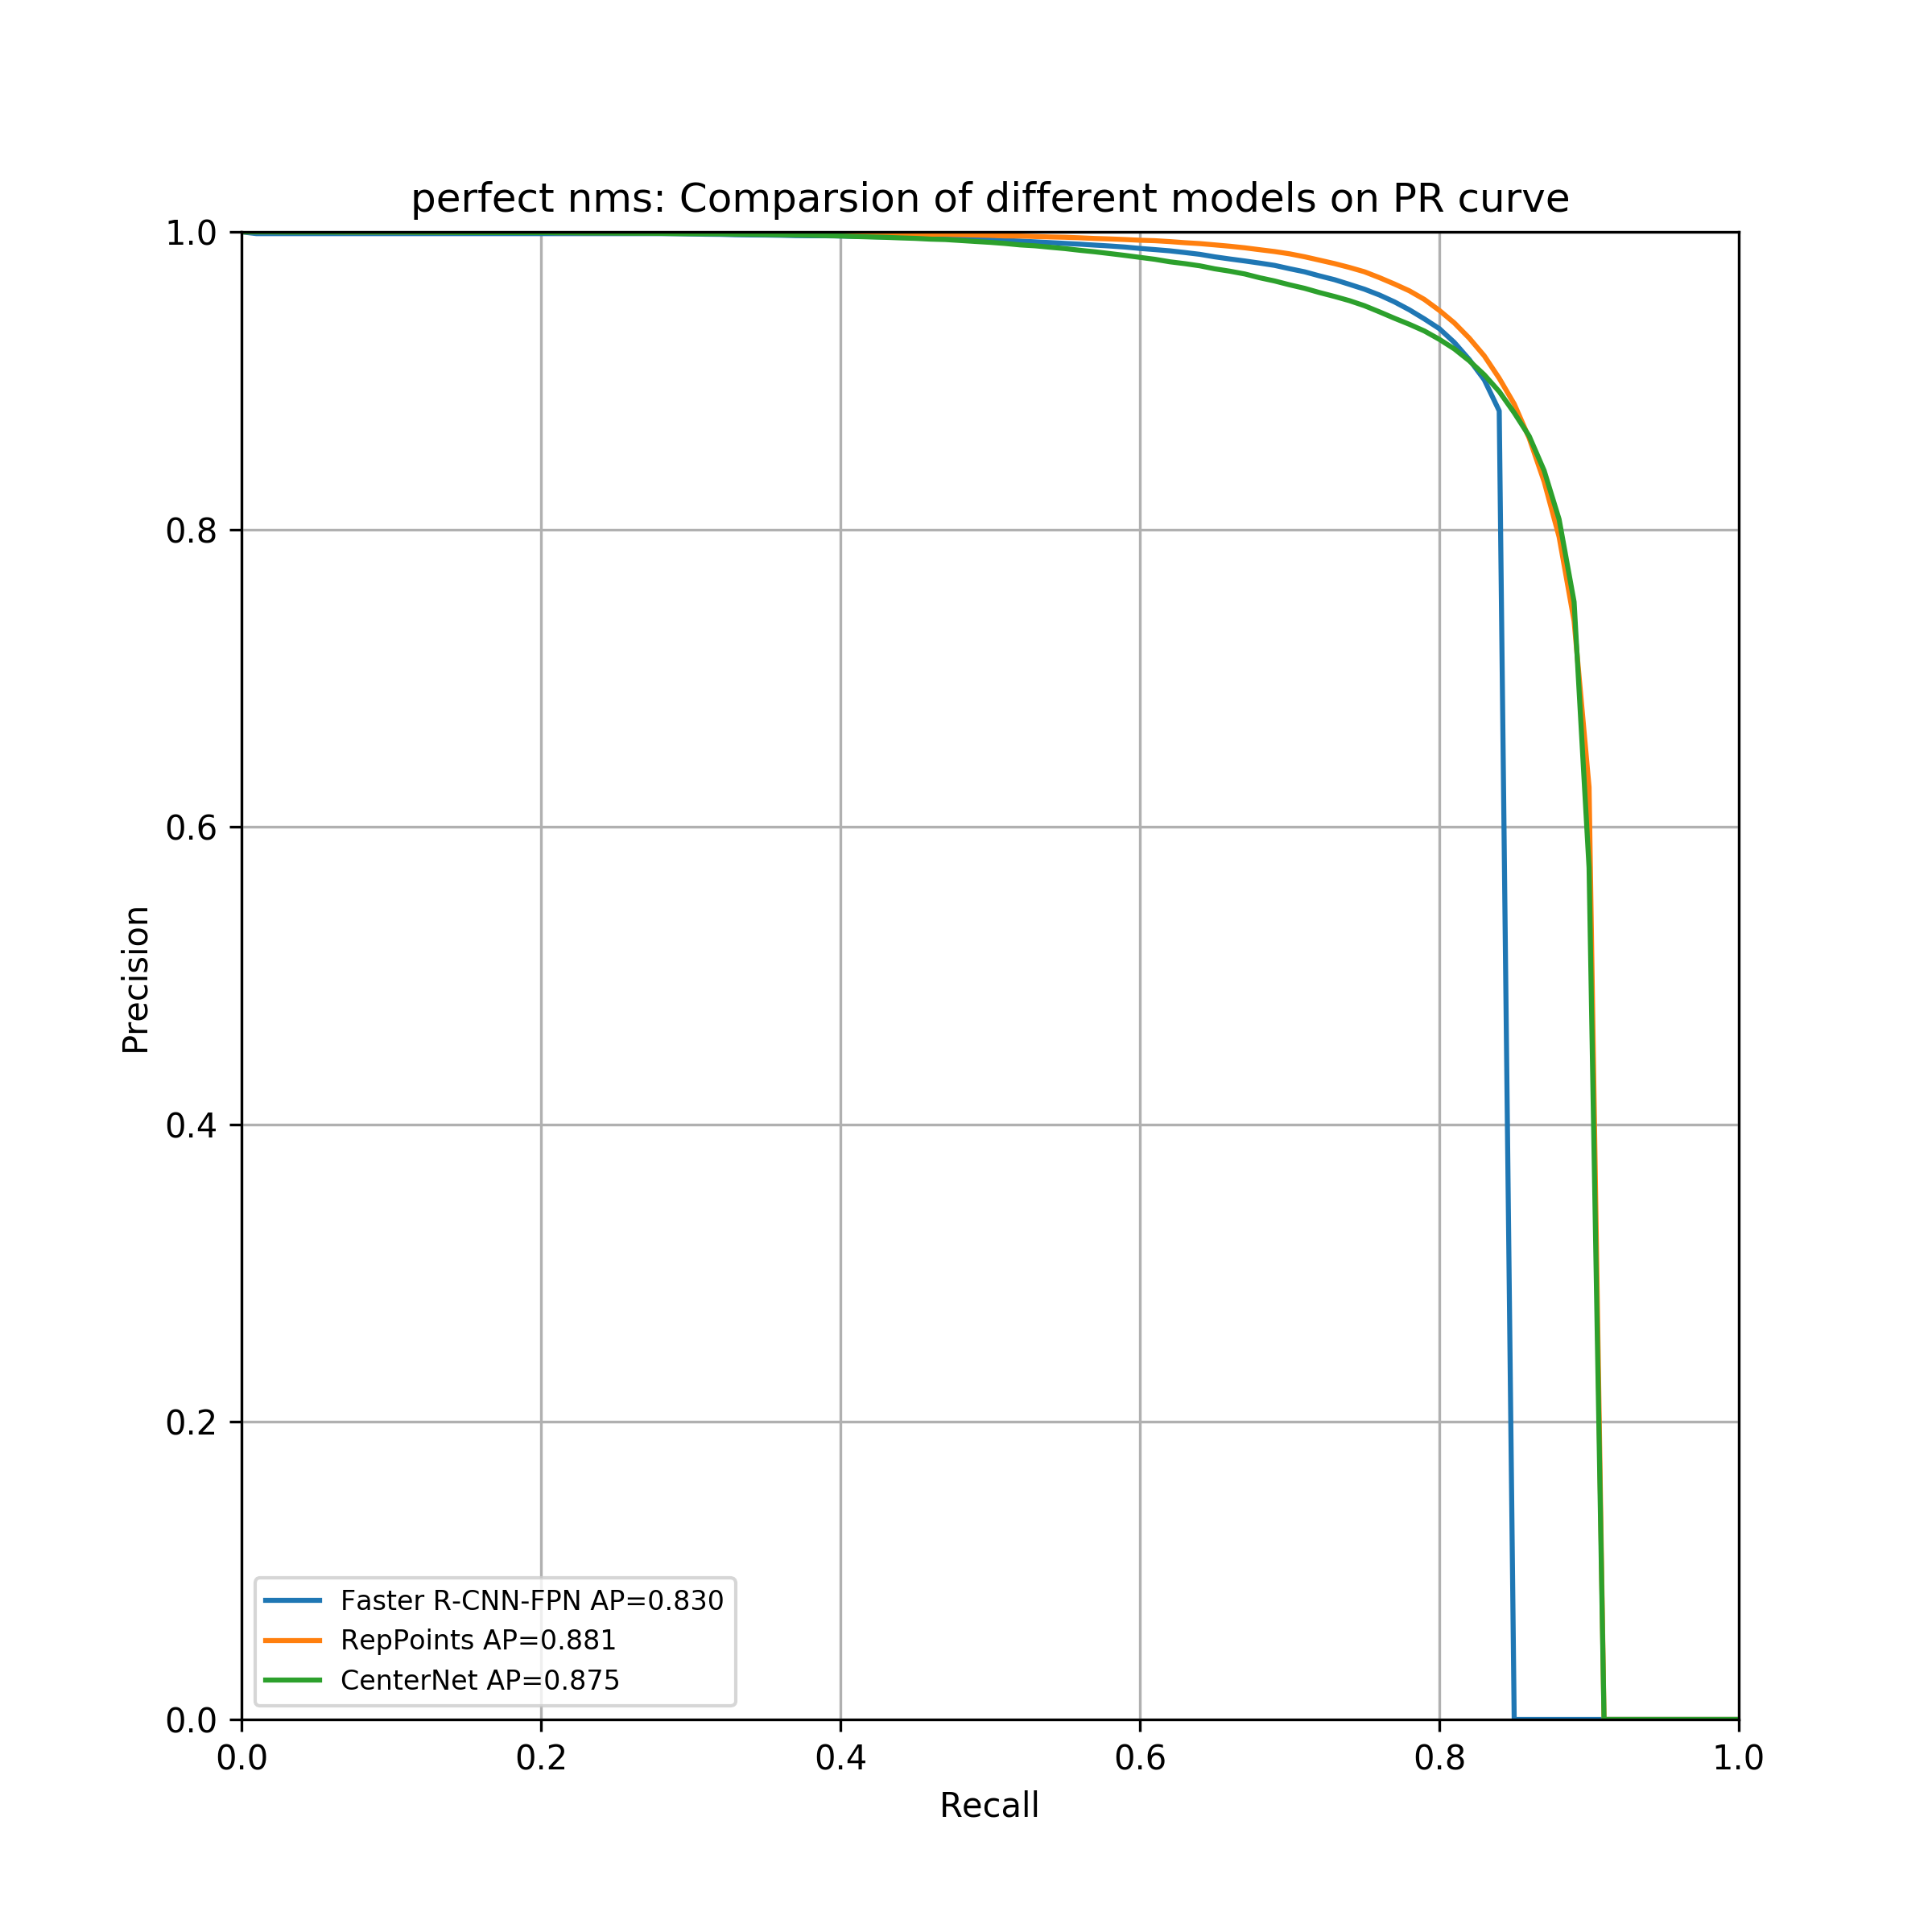 perfect nms: Comparsion of different models on PR curve
1.0
0.8
0.6
0.4
0.2
0.0
Precision
Faster R-CNN-FPN AP=0.830
RepPoints AP=0.881
CenterNet AP=0.875
0.0 0.2 0.4 0.6 0.8 1.0
Recall